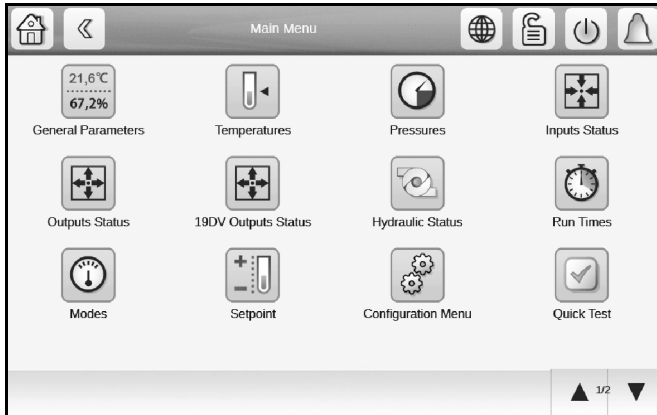 Main Menu
21,6°C
67,2%
General Parameters
Temperatures
Pressures
Inputs Status
Outputs Status
19DV Outputs Status
Hydraulic Status
Run Times
Modes
Setpoint
Configuration Menu
Quick Test
1/2